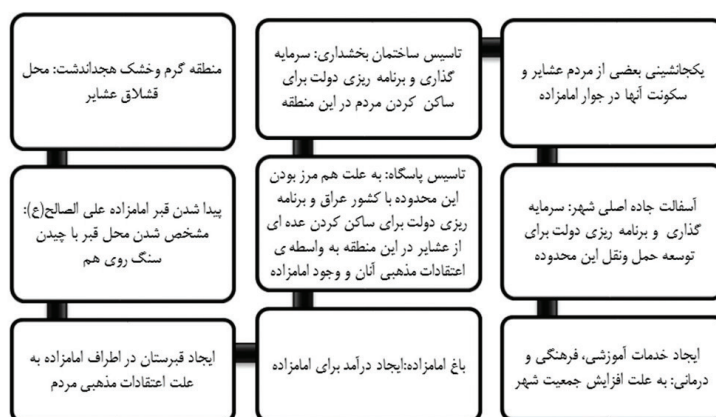 منطقه گرم وخشک هجداندشت: محل
قشلاق عشایر
پیدا شدن قبر امامزاده علی الصالح(ع):
مشخص شدن محل قبر با چیدن
سنگ روی هم
ایجاد قبرستان در اطراف امامزاده به
علت اعتقادات مذهبی مردم
باغ امامزاده:ایجاد درآمد برای امامزاده
تاسیس پاسگاه: به علت هم مرز بودن
این محدوده با کشور عراق و برنامه
ریزی دولت برای ساکن کردن عده ای
از عشایر در این منطقه به واسطه ی
اعتقادات مذهبی آنان و وجود امامزاده
تاسیس ساختمان بخشداری: سرمایه
گذاری و برنامه ریزی دولت برای
ساکن کردن مردم در این منطقه
یکجانشینی بعضی از مردم عشایر و
سکونت آنها در جوار امامزاده
آسفالت جاده اصلی شهر: سرمایه
گذاری و برنامه ریزی دولت برای
توسعه حمل ونقل این محدوده
ایجاد خدمات آموزشی، فرهنگی و
درمانی: به علت افزایش جمعیت شهر